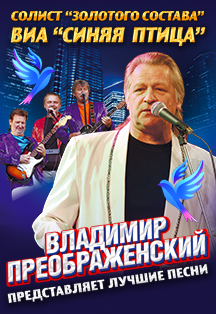 СОЛИСТ "ЗОЛОТОГО СОСТАВА"
ВИА "СИНЯЯ ПТИЦА"
ВЛАДИМИР
ПРЕОБРАЖЕНСКИЙ
ПРЕДСТАВЛЯЕТ ЛУЧШИЕ ПЕСНИ